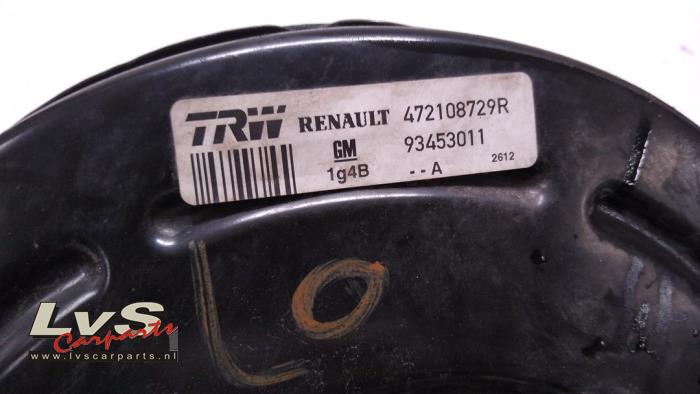 TRW RENAULT 472108729R
GM 93453011
1g4B --A 2612
LO
LvS
Carparts
www.lvscarparts.nl